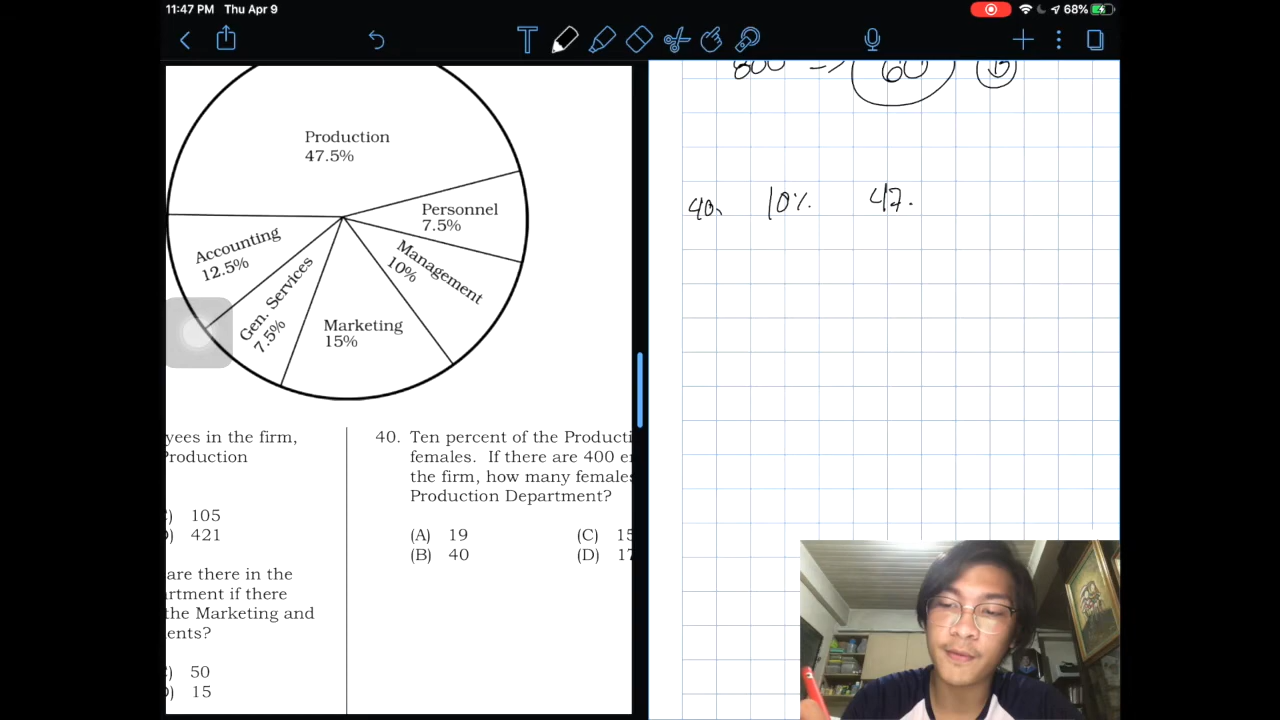 11:47 PM Thu Apr 9
68%
Production
47.5%
Personnel
7.5%
Management
10%
Marketing
15%
Gen. Services
7.5%
Accounting
12.5%
yees in the firm,
Production
105
421
are there in the
artment if there
the Marketing and
ents?
50
15
40. Ten percent of the Producti
females. If there are 400 e
the firm, how many females
Production Department?
(A) 19 (C) 15
(B) 40 (D) 17
800 → 60 B
40. 10% 47.